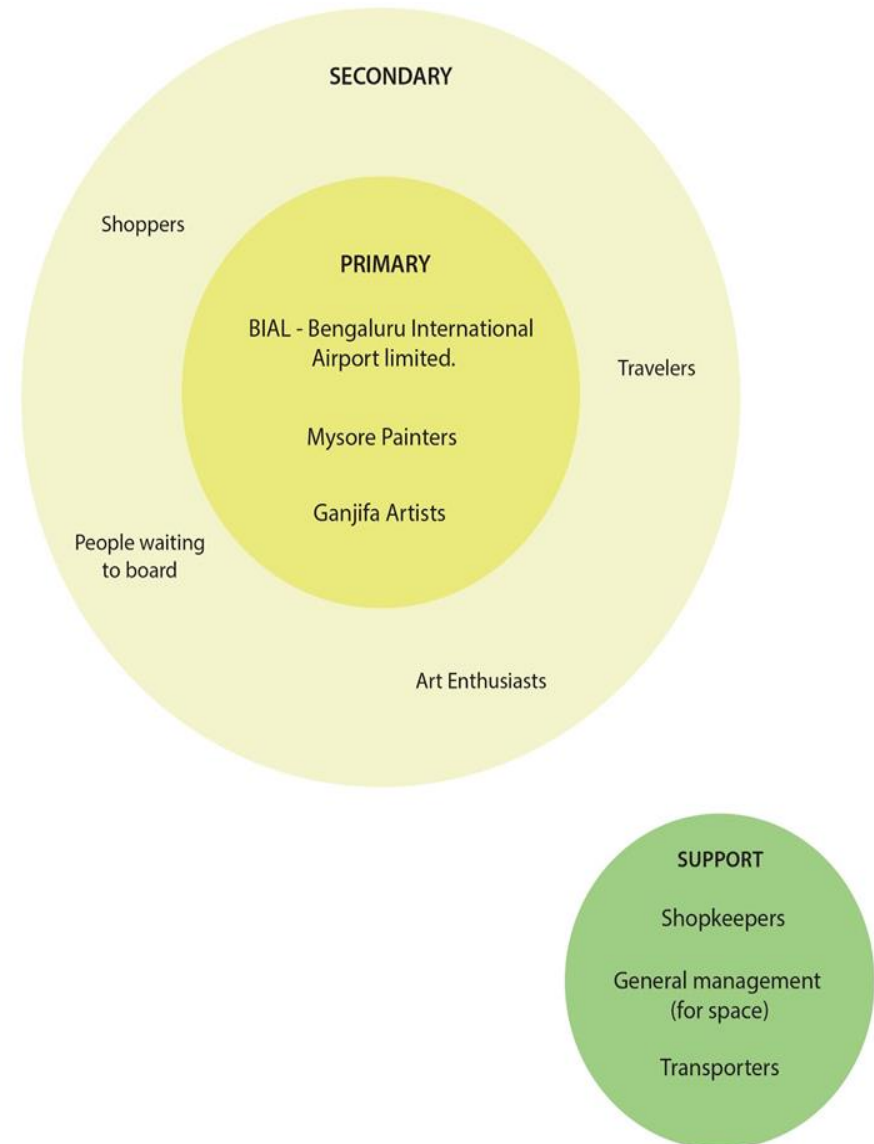 SECONDARY
Shoppers
PRIMARY
BIAL - Bengaluru International
Airport limited.
Travelers
Mysore Painters
Ganjifa Artists
People waiting
to board
Art Enthusiasts
SUPPORT
Shopkeepers
General management
(for space)
Transporters